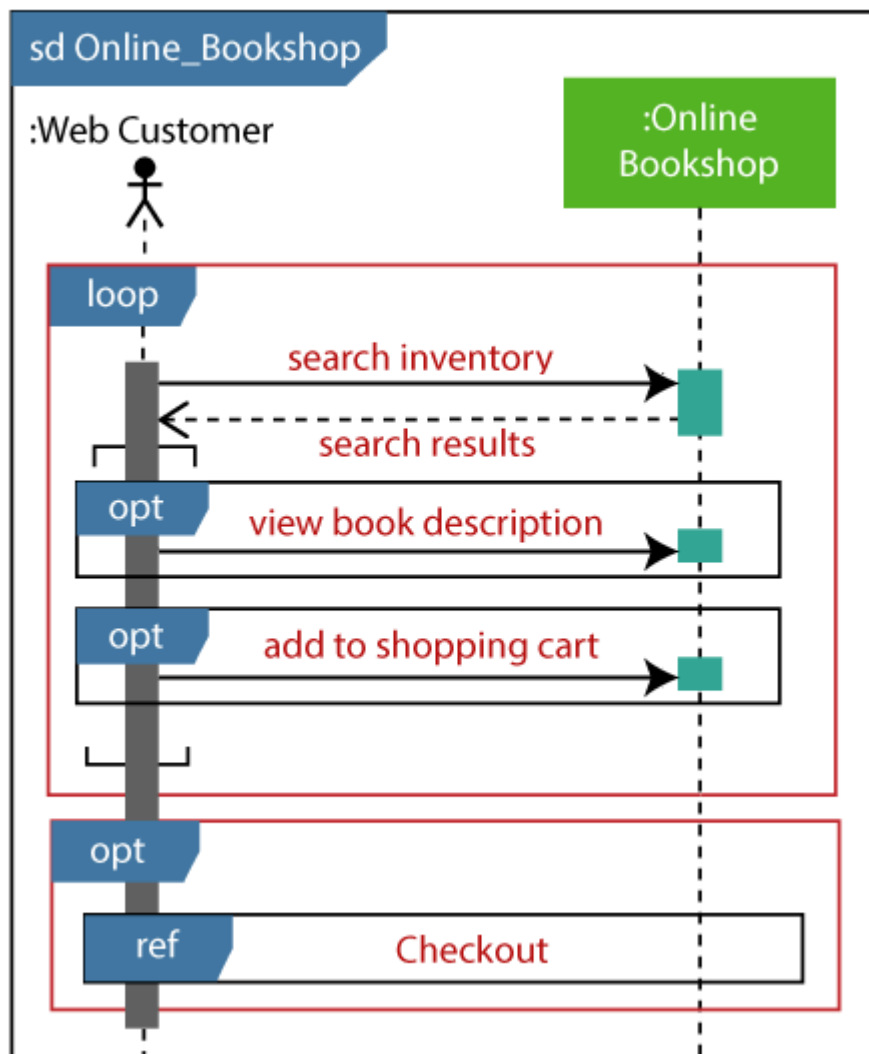 sd Online_Bookshop
:Web Customer
:Online
Bookshop
loop
search inventory
search results
opt
view book description
opt
add to shopping cart
opt
ref
Checkout